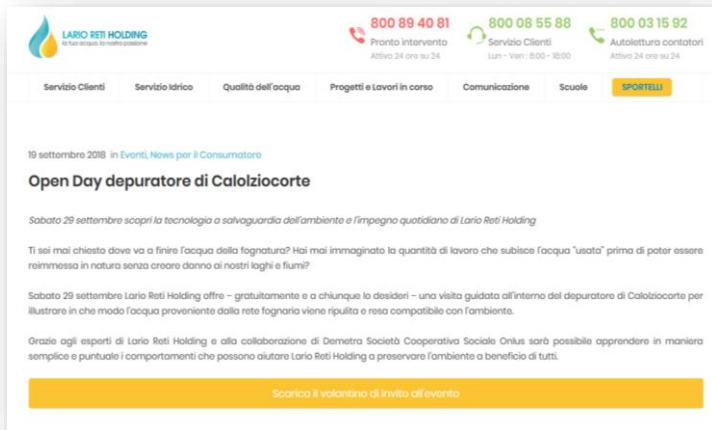 LARIO RETI HOLDING
la tua acqua, la nostra passione
800 89 40 81
Pronto intervento
Attivo 24 ore su 24
800 08 55 88
Servizio Clienti
Lun - Ven : 8:00 - 18:00
800 03 15 92
Autolettura contatori
Attivo 24 ore su 24
Servizio Clienti Servizio Idrico Qualità dell'acqua Progetti e Lavori in corso Comunicazione Scuole SPORTELLI
19 settembre 2018 in Eventi, News per il Consumatore
Open Day depuratore di Calolziocorte
Sabato 29 settembre scopri la tecnologia a salvaguardia dell'ambiente e l'impegno quotidiano di Lario Reti Holding
Ti sei mai chiesto dove va a finire l'acqua della fognatura? Hai mai immaginato la quantità di lavoro che subisce l'acqua "usata" prima di poter essere
reimmessa in natura senza creare danno ai nostri laghi e fiumi?
Sabato 29 settembre Lario Reti Holding offre – gratuitamente e a chiunque lo desideri – una visita guidata all'interno del depuratore di Calolziocorte per
illustrare in che modo l'acqua proveniente dalla rete fognaria viene ripulita e resa compatibile con l'ambiente.
Grazie agli esperti di Lario Reti Holding e alla collaborazione di Demetra Società Cooperativa Sociale Onlus sarà possibile apprendere in maniera
semplice e puntuale i comportamenti che possono aiutare Lario Reti Holding a preservare l'ambiente a beneficio di tutti.
Scarica il volantino di invito all'evento